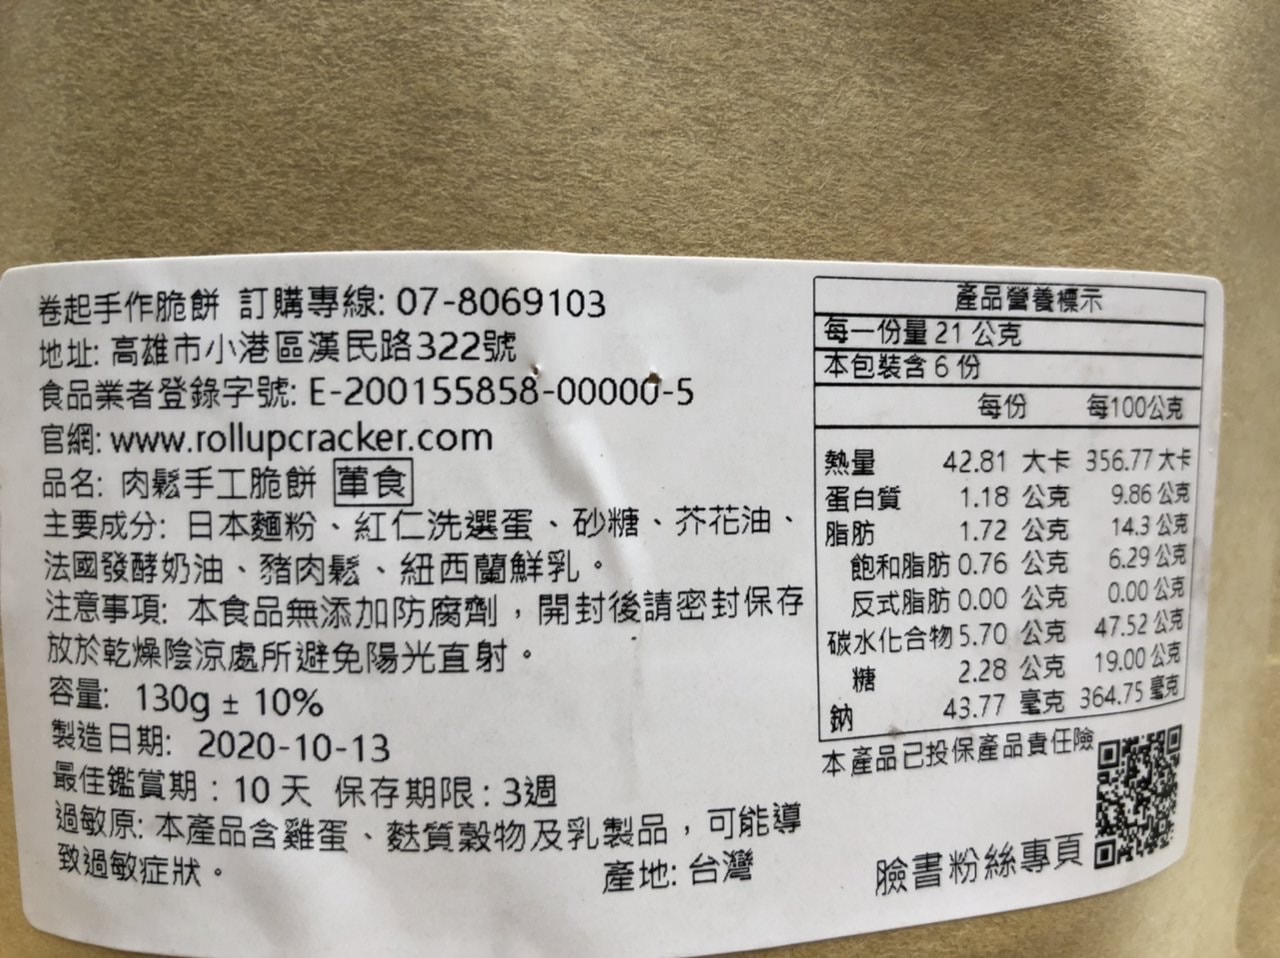 卷起手作脆餅 訂購專線: 07-8069103
地址: 高雄市小港區漢民路322號
食品業者登錄字號: E-200155858-00000-5
官網: www.rollupcracker.com
品名: 肉鬆手工脆餅 葷食
主要成分: 日本麵粉、紅仁洗選蛋、砂糖、芥花油、
法國發酵奶油、豬肉鬆、紐西蘭鮮乳。
注意事項: 本食品無添加防腐劑，開封後請密封保存
放於乾燥陰涼處所避免陽光直射。
容量: 130g ± 10%
製造日期: 2020-10-13
最佳鑑賞期：10 天 保存期限: 3週
過敏原: 本產品含雞蛋、麩質穀物及乳製品，可能導
致過敏症狀。
產地: 台灣
產品營養標示
每一份量 21 公克
本包裝含 6 份
每份 每100公克
熱量 42.81 大卡 356.77 大卡
蛋白質 1.18 公克 9.86 公克
脂肪 1.72 公克 14.3 公克
飽和脂肪 0.76 公克 6.29 公克
反式脂肪 0.00 公克 0.00 公克
碳水化合物 5.70 公克 47.52 公克
糖 2.28 公克 19.00 公克
鈉 43.77 毫克 364.75 毫克
本產品已投保產品責任險
臉書粉絲專頁